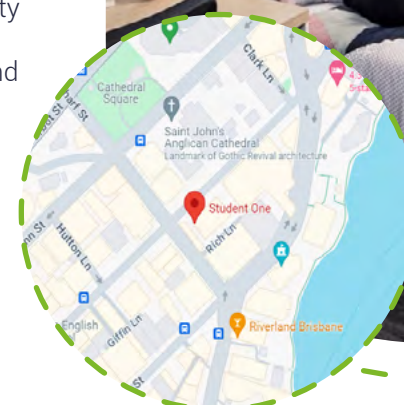 ty
nd
Clark Ln
Cathedral
Square
Saint John's
Anglican Cathedral
Landmark of Gothic Revival architecture
Student One
Hutton Ln
Rich Ln
Riverland Brisbane
English
Giffin Ln
St